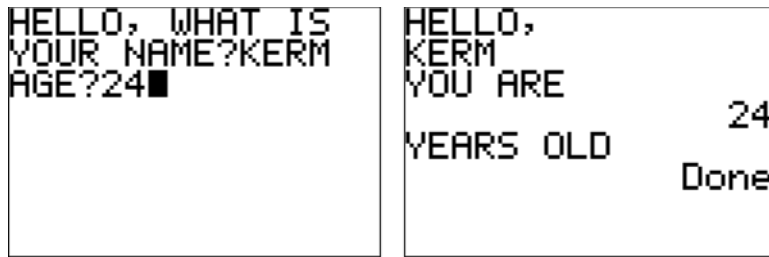 HELLO, WHAT IS
YOUR NAME?KERM
AGE?24
HELLO,
KERM
YOU ARE
24
YEARS OLD
Done